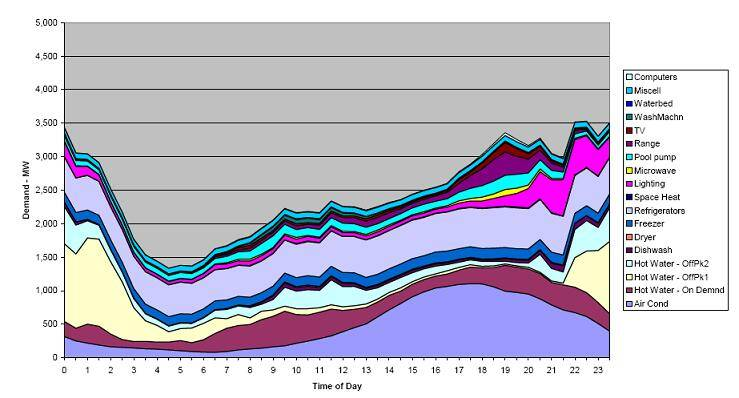 5,000
4,500
4,000
3,500
3,000
2,500
2,000
1,500
1,000
500
0
Demand - MW
0 1 2 3 4 5 6 7 8 9 10 11 12 13 14 15 16 17 18 19 20 21 22 23
Time of Day
Computers
Miscell
Waterbed
WashMachn
TV
Range
Pool pump
Microwave
Lighting
Space Heat
Refrigerators
Freezer
Dryer
Dishwash
Hot Water - OffPk2
Hot Water - OffPk1
Hot Water - On Demnd
Air Cond